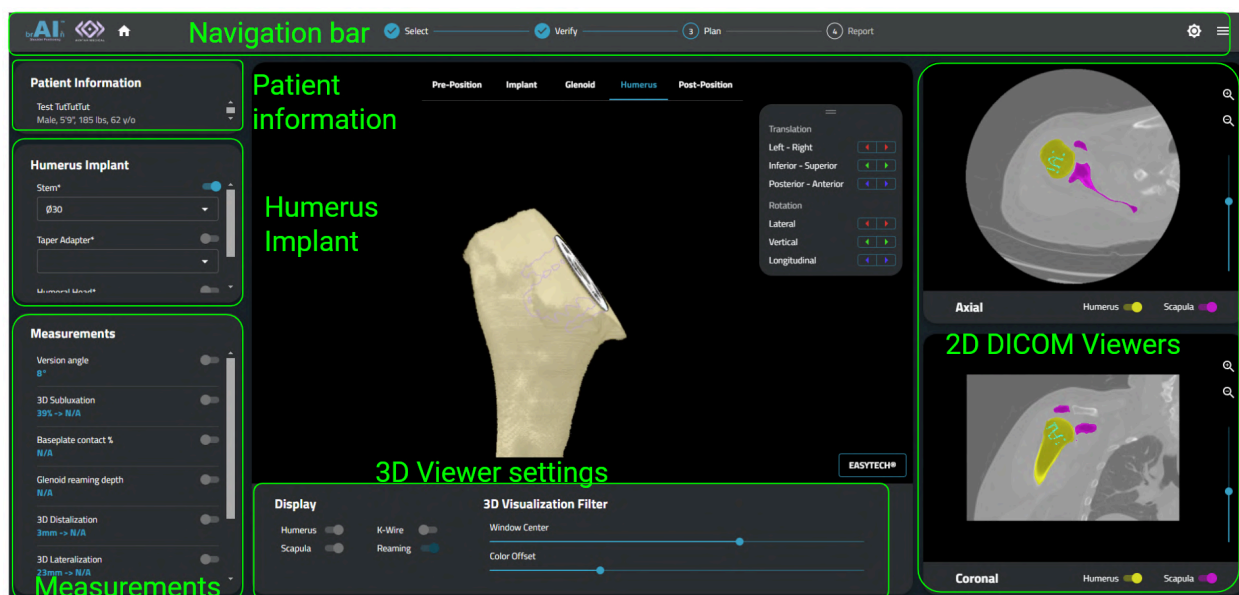 brAIn™
Navigation bar
Select
Verify
3 Plan
4 Report
Patient Information
Test TutTutTut
Male, 5'9", 185 lbs, 62 y/o
Patient
information
Humerus Implant
Stem*
Ø30
Taper Adapter*
Humeral Head*
Humerus
Implant
Measurements
Version angle
8°
3D Subluxation
39% -> N/A
Baseplate contact %
N/A
Glenoid reaming depth
N/A
3D Distalization
3mm -> N/A
3D Lateralization
23mm -> N/A
Measurements
Pre-Position
Implant
Glenoid
Humerus
Post-Position
Translation
Left - Right
Inferior - Superior
Posterior - Anterior
Rotation
Lateral
Vertical
Longitudinal
EASYTECH®
3D Viewer settings
Display
Humerus
K-Wire
Scapula
Reaming
3D Visualization Filter
Window Center
Color Offset
Axial
Humerus
Scapula
2D DICOM Viewers
Coronal
Humerus
Scapula